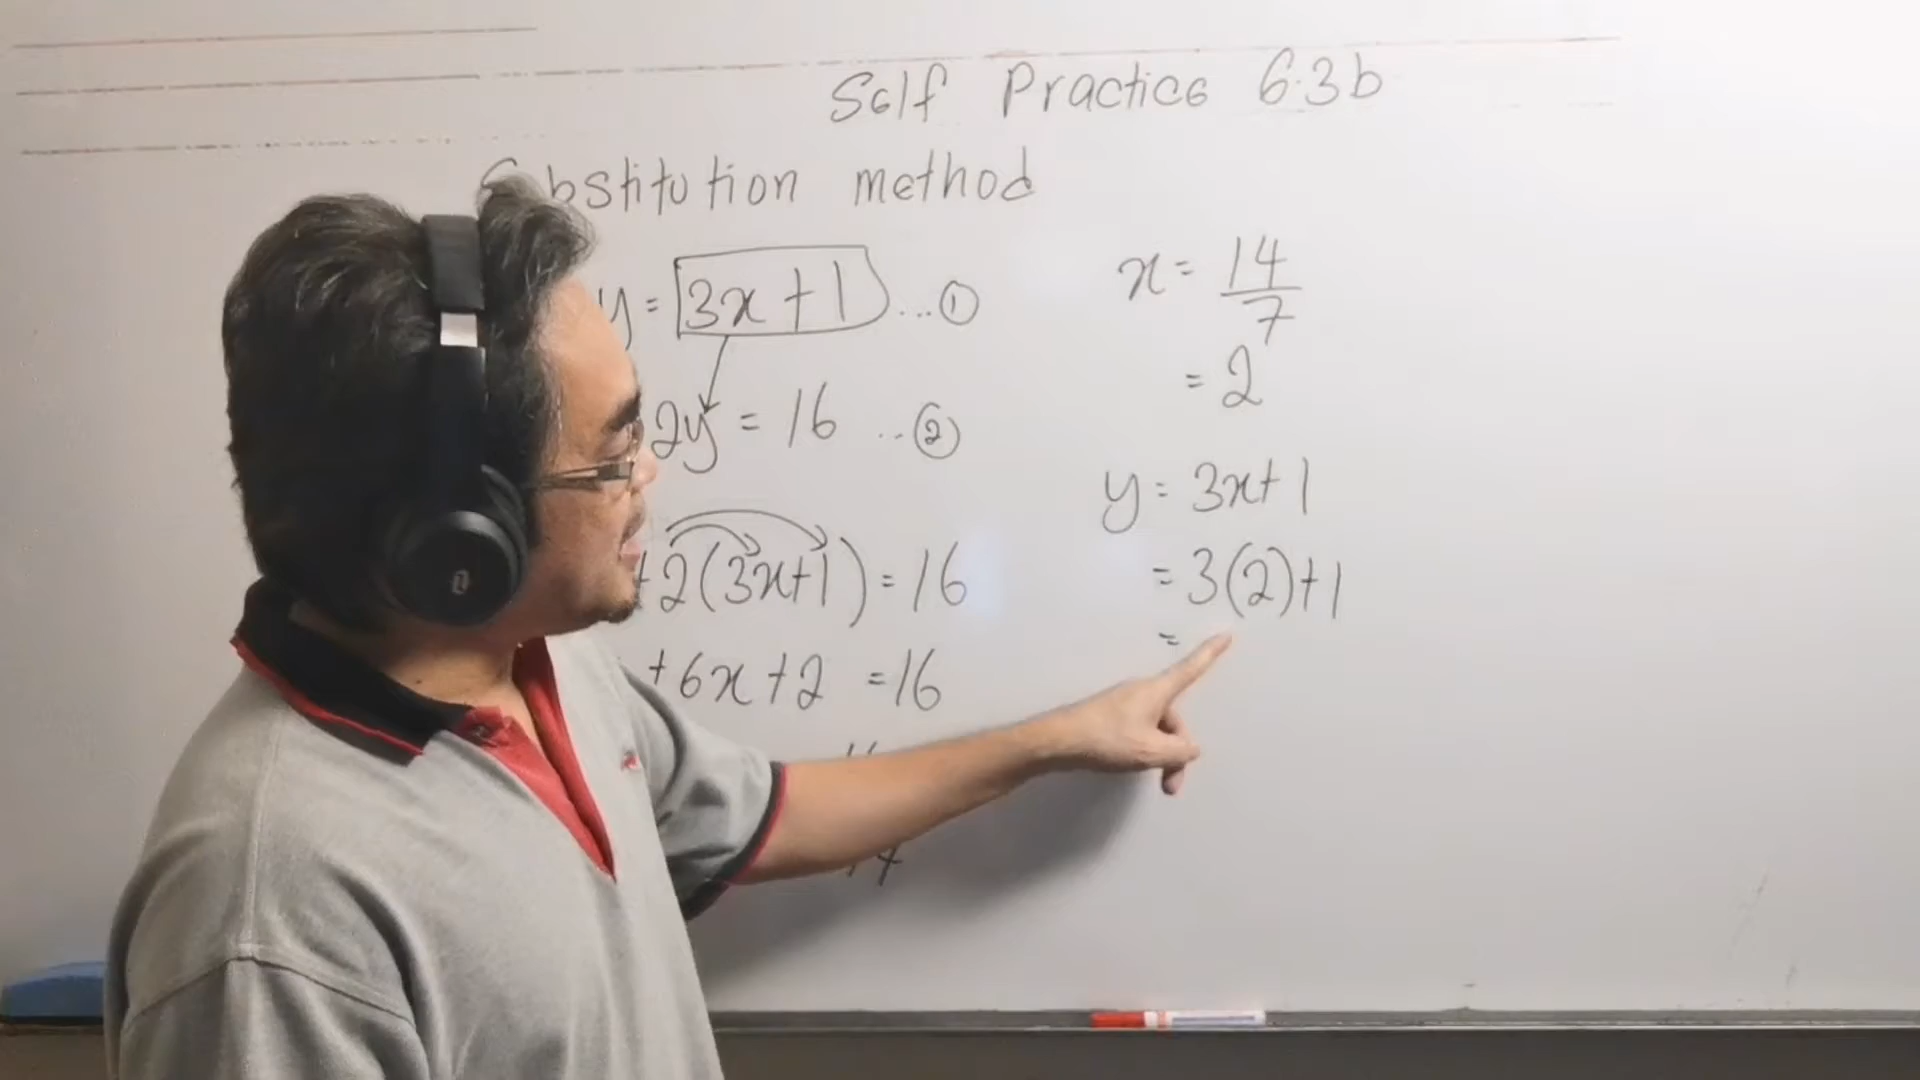 Self Practice 6.3b
Substitution method
y = 3x + 1 ... ①
2y = 16 .. ②
+2(3x+1) = 16
+6x+2 = 16
x = 14/7
= 2
y = 3x+1
= 3(2)+1
=